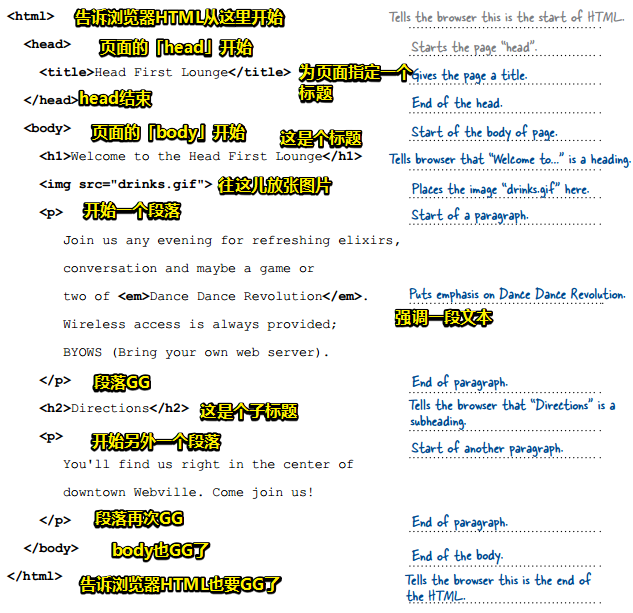 <html> 告诉浏览器HTML从这里开始 Tells the browser this is the start of HTML.
<head> 页面的「head」开始 Starts the page “head”.
<title>Head First Lounge</title> 为页面指定一个标题 Gives the page a title.
</head> head结束 End of the head.
<body> 页面的「body」开始 Start of the body of page.
这是个标题
<h1>Welcome to the Head First Lounge</h1> Tells browser that “Welcome to...” is a heading.
<img src="drinks.gif"> 往这儿放张图片 Places the image “drinks.gif” here.
<p> 开始一个段落 Start of a paragraph.
Join us any evening for refreshing elixirs,
conversation and maybe a game or
two of <em>Dance Dance Revolution</em>. Puts emphasis on Dance Dance Revolution.
强调一段文本
Wireless access is always provided;
BYOWS (Bring your own web server).
</p> 段落GG End of paragraph.
<h2>Directions</h2> 这是个子标题 Tells the browser that “Directions” is a
subheading.
<p> 开始另外一个段落 Start of another paragraph.
You'll find us right in the center of
downtown Webville. Come join us!
</p> 段落再次GG End of paragraph.
</body> body也GG了 End of the body.
</html> 告诉浏览器HTML也要GG了 Tells the browser this is the end of
the HTML.